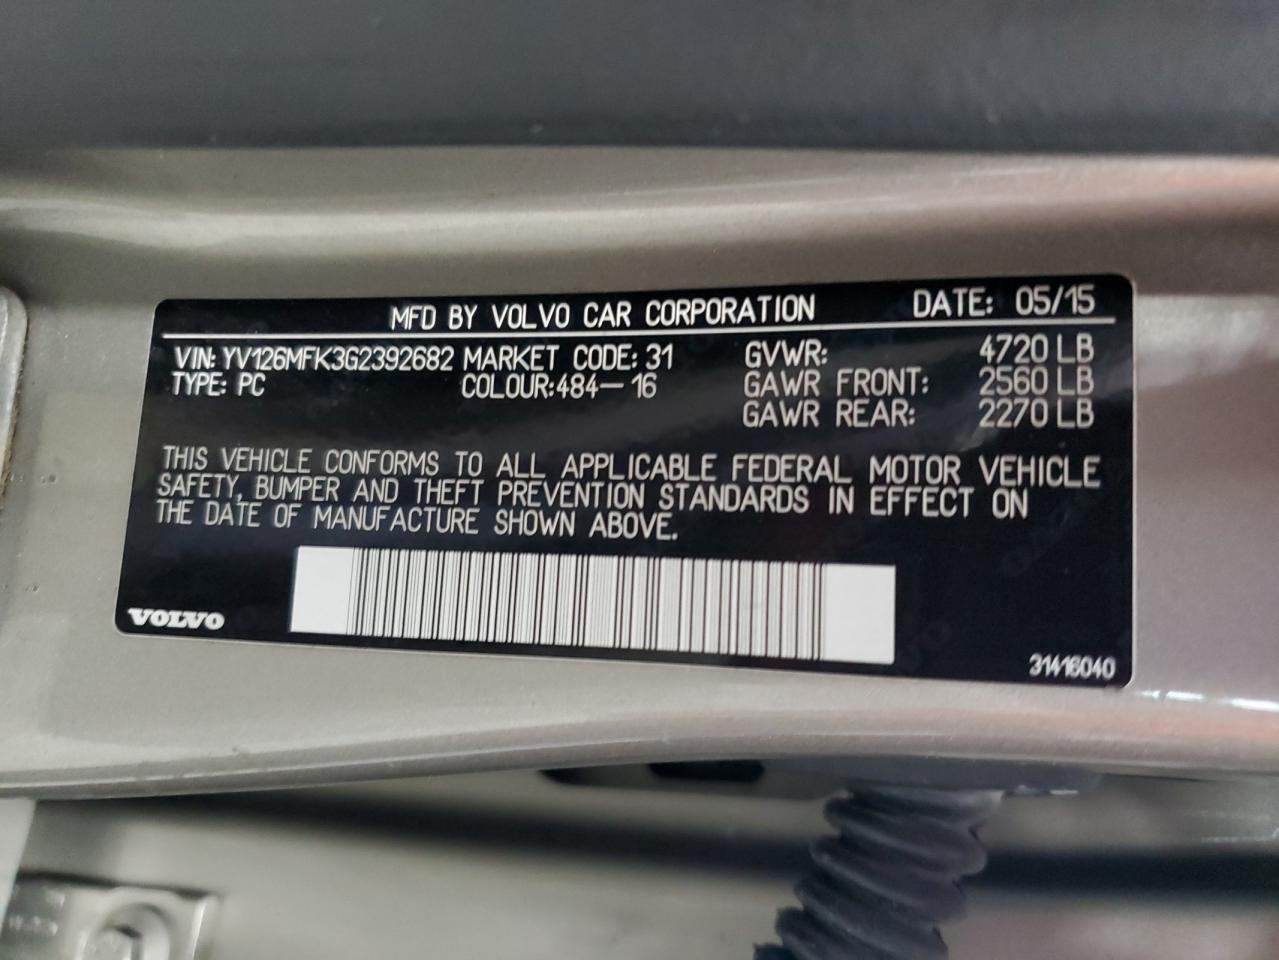 MFD BY VOLVO CAR CORPORATION DATE: 05/15
VIN: YV126MFK3G2392682 MARKET CODE: 31 GVWR: 4720 LB
TYPE: PC COLOUR:484-16 GAWR FRONT: 2560 LB
GAWR REAR: 2270 LB
THIS VEHICLE CONFORMS TO ALL APPLICABLE FEDERAL MOTOR VEHICLE
SAFETY, BUMPER AND THEFT PREVENTION STANDARDS IN EFFECT ON
THE DATE OF MANUFACTURE SHOWN ABOVE.
VOLVO
31416040